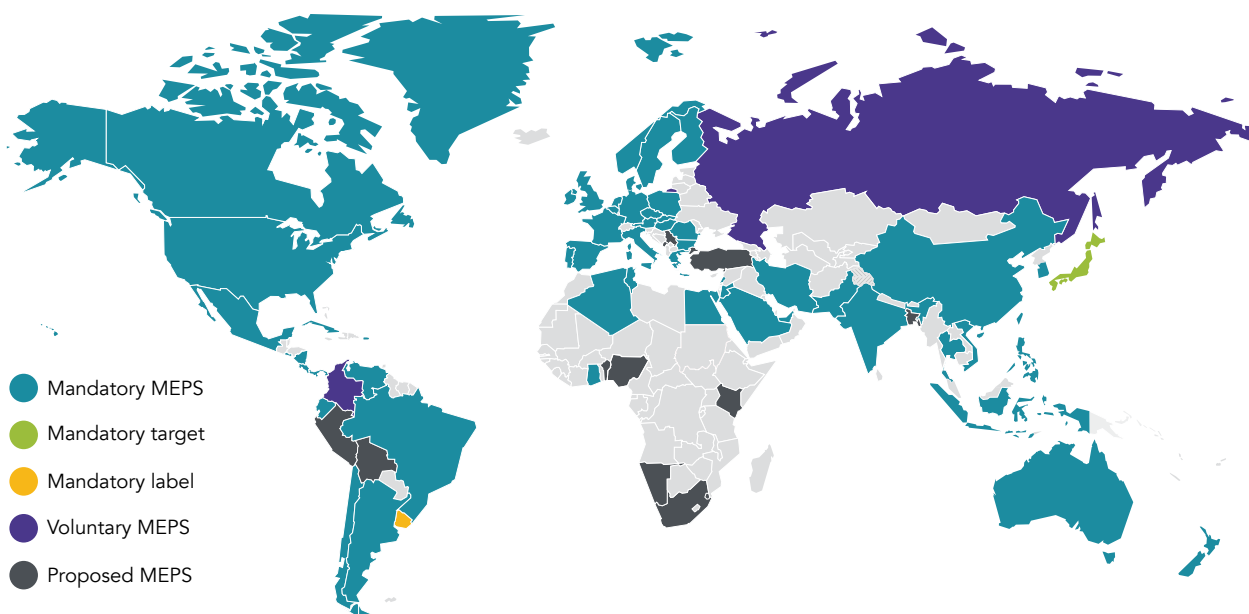 Mandatory MEPS
Mandatory target
Mandatory label
Voluntary MEPS
Proposed MEPS